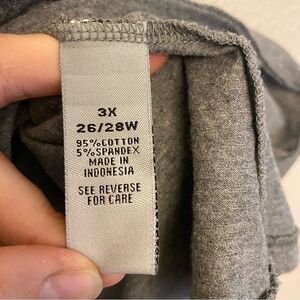 3X
26/28W
95%COTTON
5%SPANDEX
MADE IN
INDONESIA
SEE REVERSE
FOR CARE